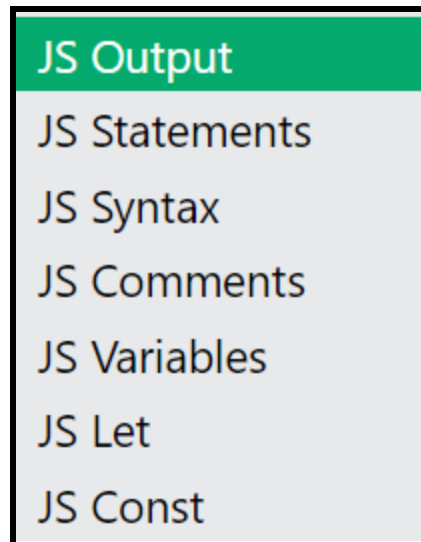 JS Output
JS Statements
JS Syntax
JS Comments
JS Variables
JS Let
JS Const